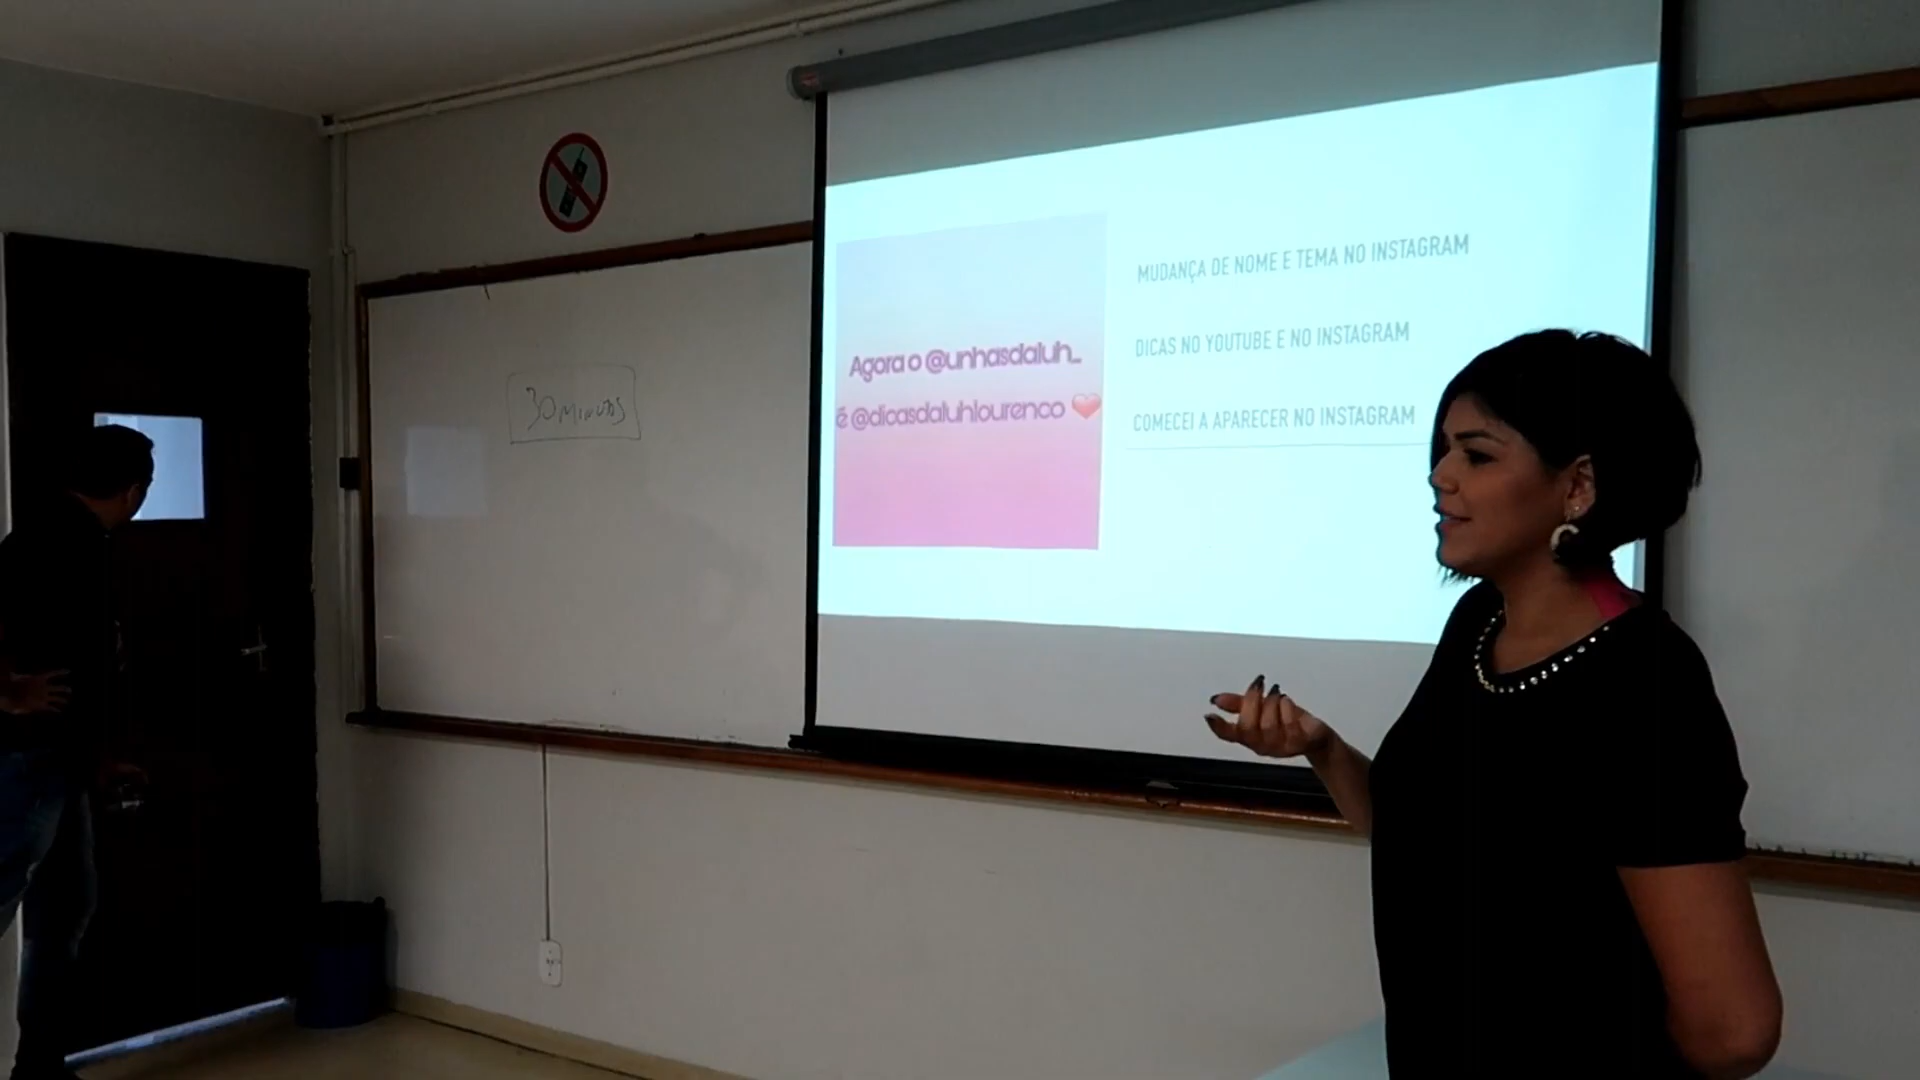 30 MINUTOS
Agora o @unhasdaluh_
é @dicasdaluhlourenco ❤
MUDANÇA DE NOME E TEMA NO INSTAGRAM
DICAS NO YOUTUBE E NO INSTAGRAM
COMECEI A APARECER NO INSTAGRAM